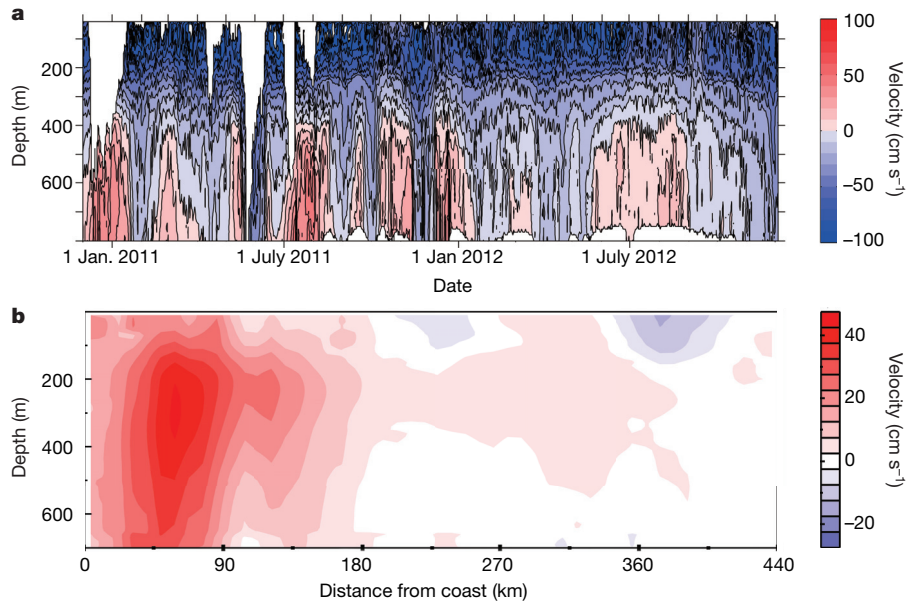 a
200
400
600
Depth (m)
1 Jan. 2011
1 July 2011
1 Jan 2012
1 July 2012
Date
100
50
0
–50
–100
Velocity (cm s⁻¹)
b
200
400
600
Depth (m)
0
90
180
270
360
440
Distance from coast (km)
40
20
0
–20
Velocity (cm s⁻¹)